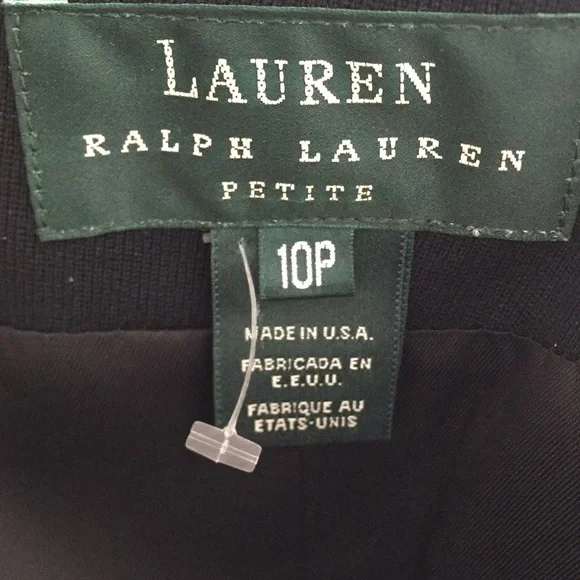 LAUREN
RALPH LAUREN
PETITE
10P
MADE IN U.S.A.
FABRICADA EN
E.E.U.U.
FABRIQUE AU
ETATS-UNIS